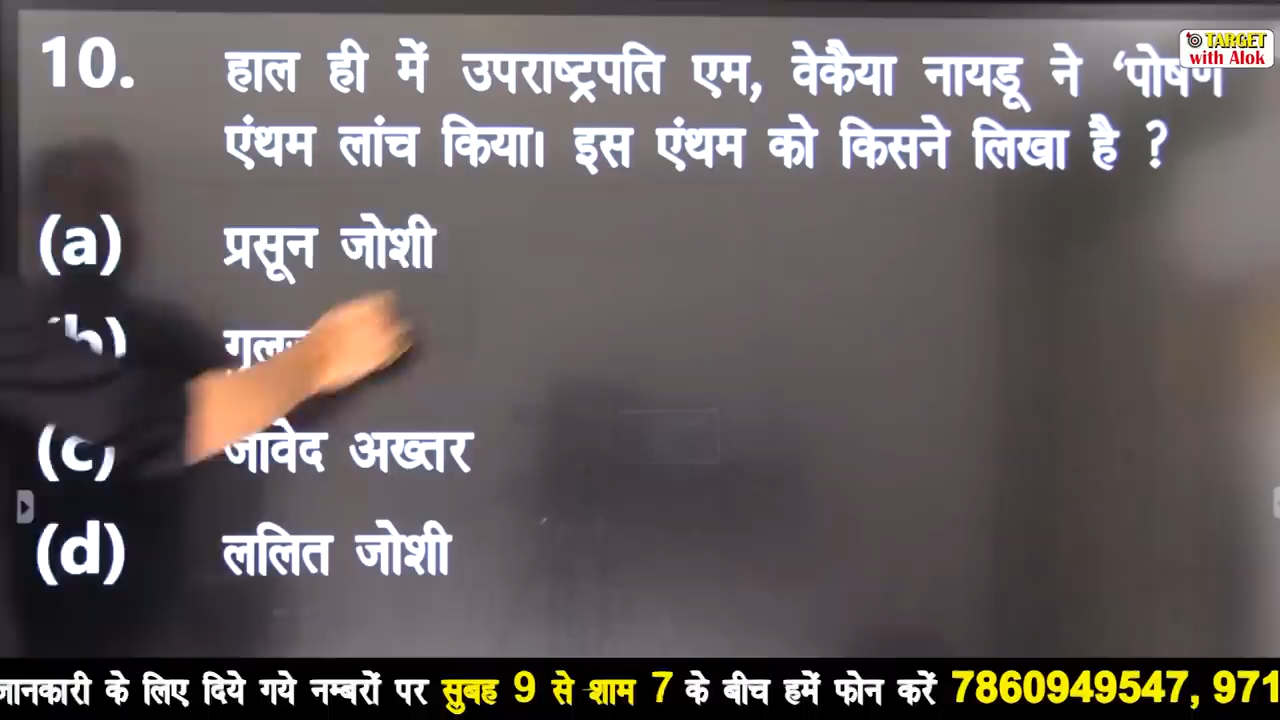 TARGET
with Alok
10. हाल ही में उपराष्ट्रपति एम, वेकैया नायडू ने ‘पोषण
एंथम लांच किया। इस एंथम को किसने लिखा है ?
(a) प्रसून जोशी
(c) जावेद अख्तर
(d) ललित जोशी
जानकारी के लिए दिये गये नम्बरों पर सुबह 9 से शाम 7 के बीच हमें फोन करें 7860949547, 971